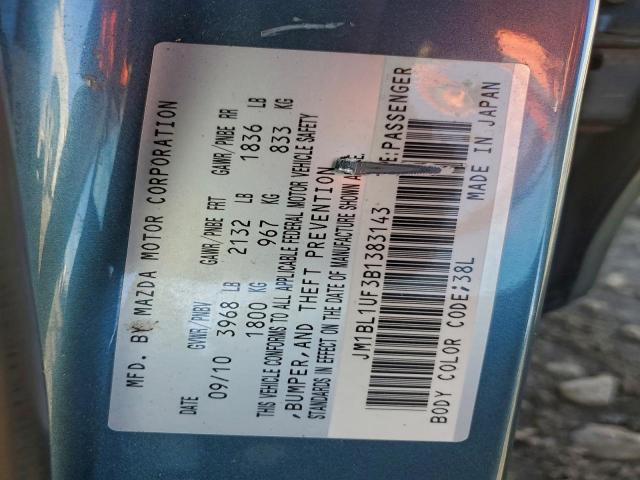 MFD. BY MAZDA MOTOR CORPORATION
DATE GVWR/PNBV GAWR/PNBE FRT GAWR/PNBE RR
09/10 3968 LB 2132 LB 1836 LB
1800 KG 967 KG 833 KG
THIS VEHICLE CONFORMS TO ALL APPLICABLE FEDERAL MOTOR VEHICLE SAFETY
,BUMPER,AND THEFT PREVENTION
STANDARDS IN EFFECT ON THE DATE OF MANUFACTURE SHOWN
JM1BL1UF3B1383143 :PASSENGER
BODY COLOR CODE:38L MADE IN JAPAN